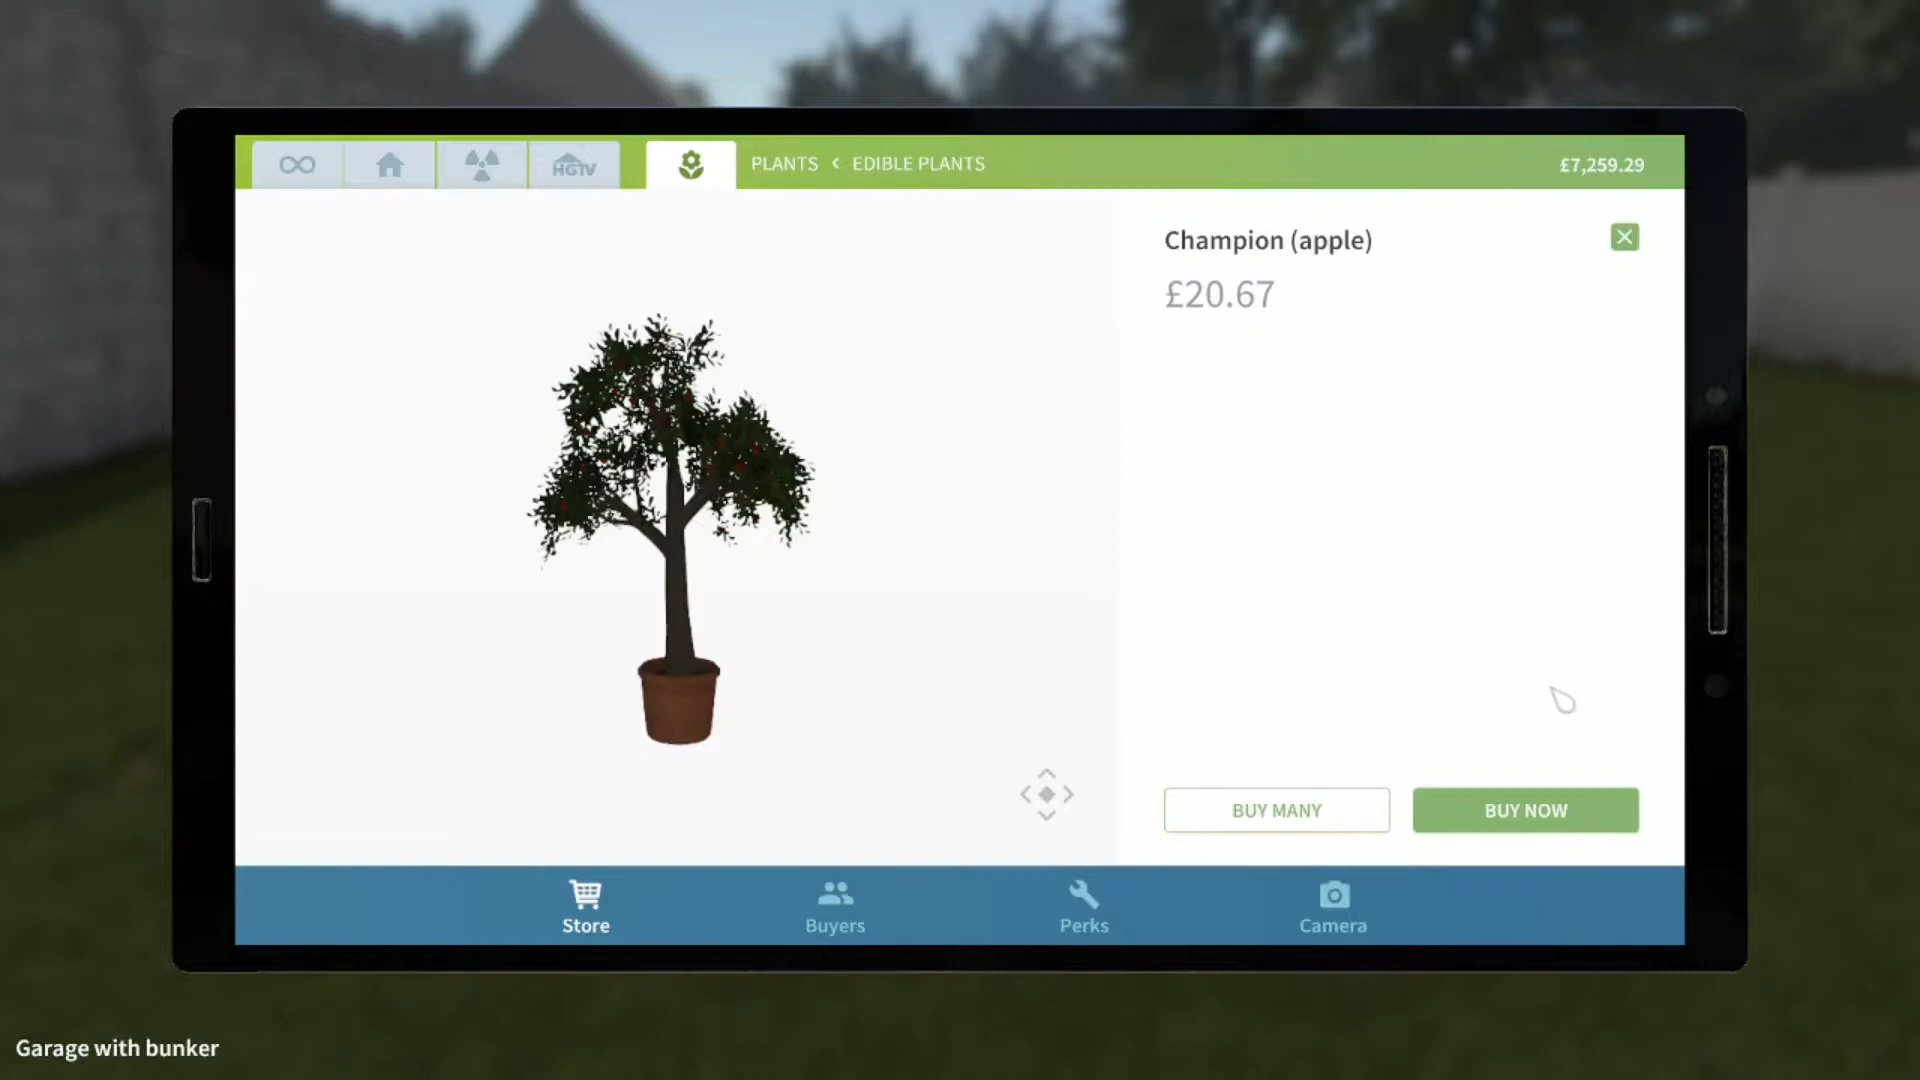 HGTV
PLANTS < EDIBLE PLANTS
£7,259.29
Champion (apple)
£20.67
BUY MANY
BUY NOW
Store
Buyers
Perks
Camera
Garage with bunker